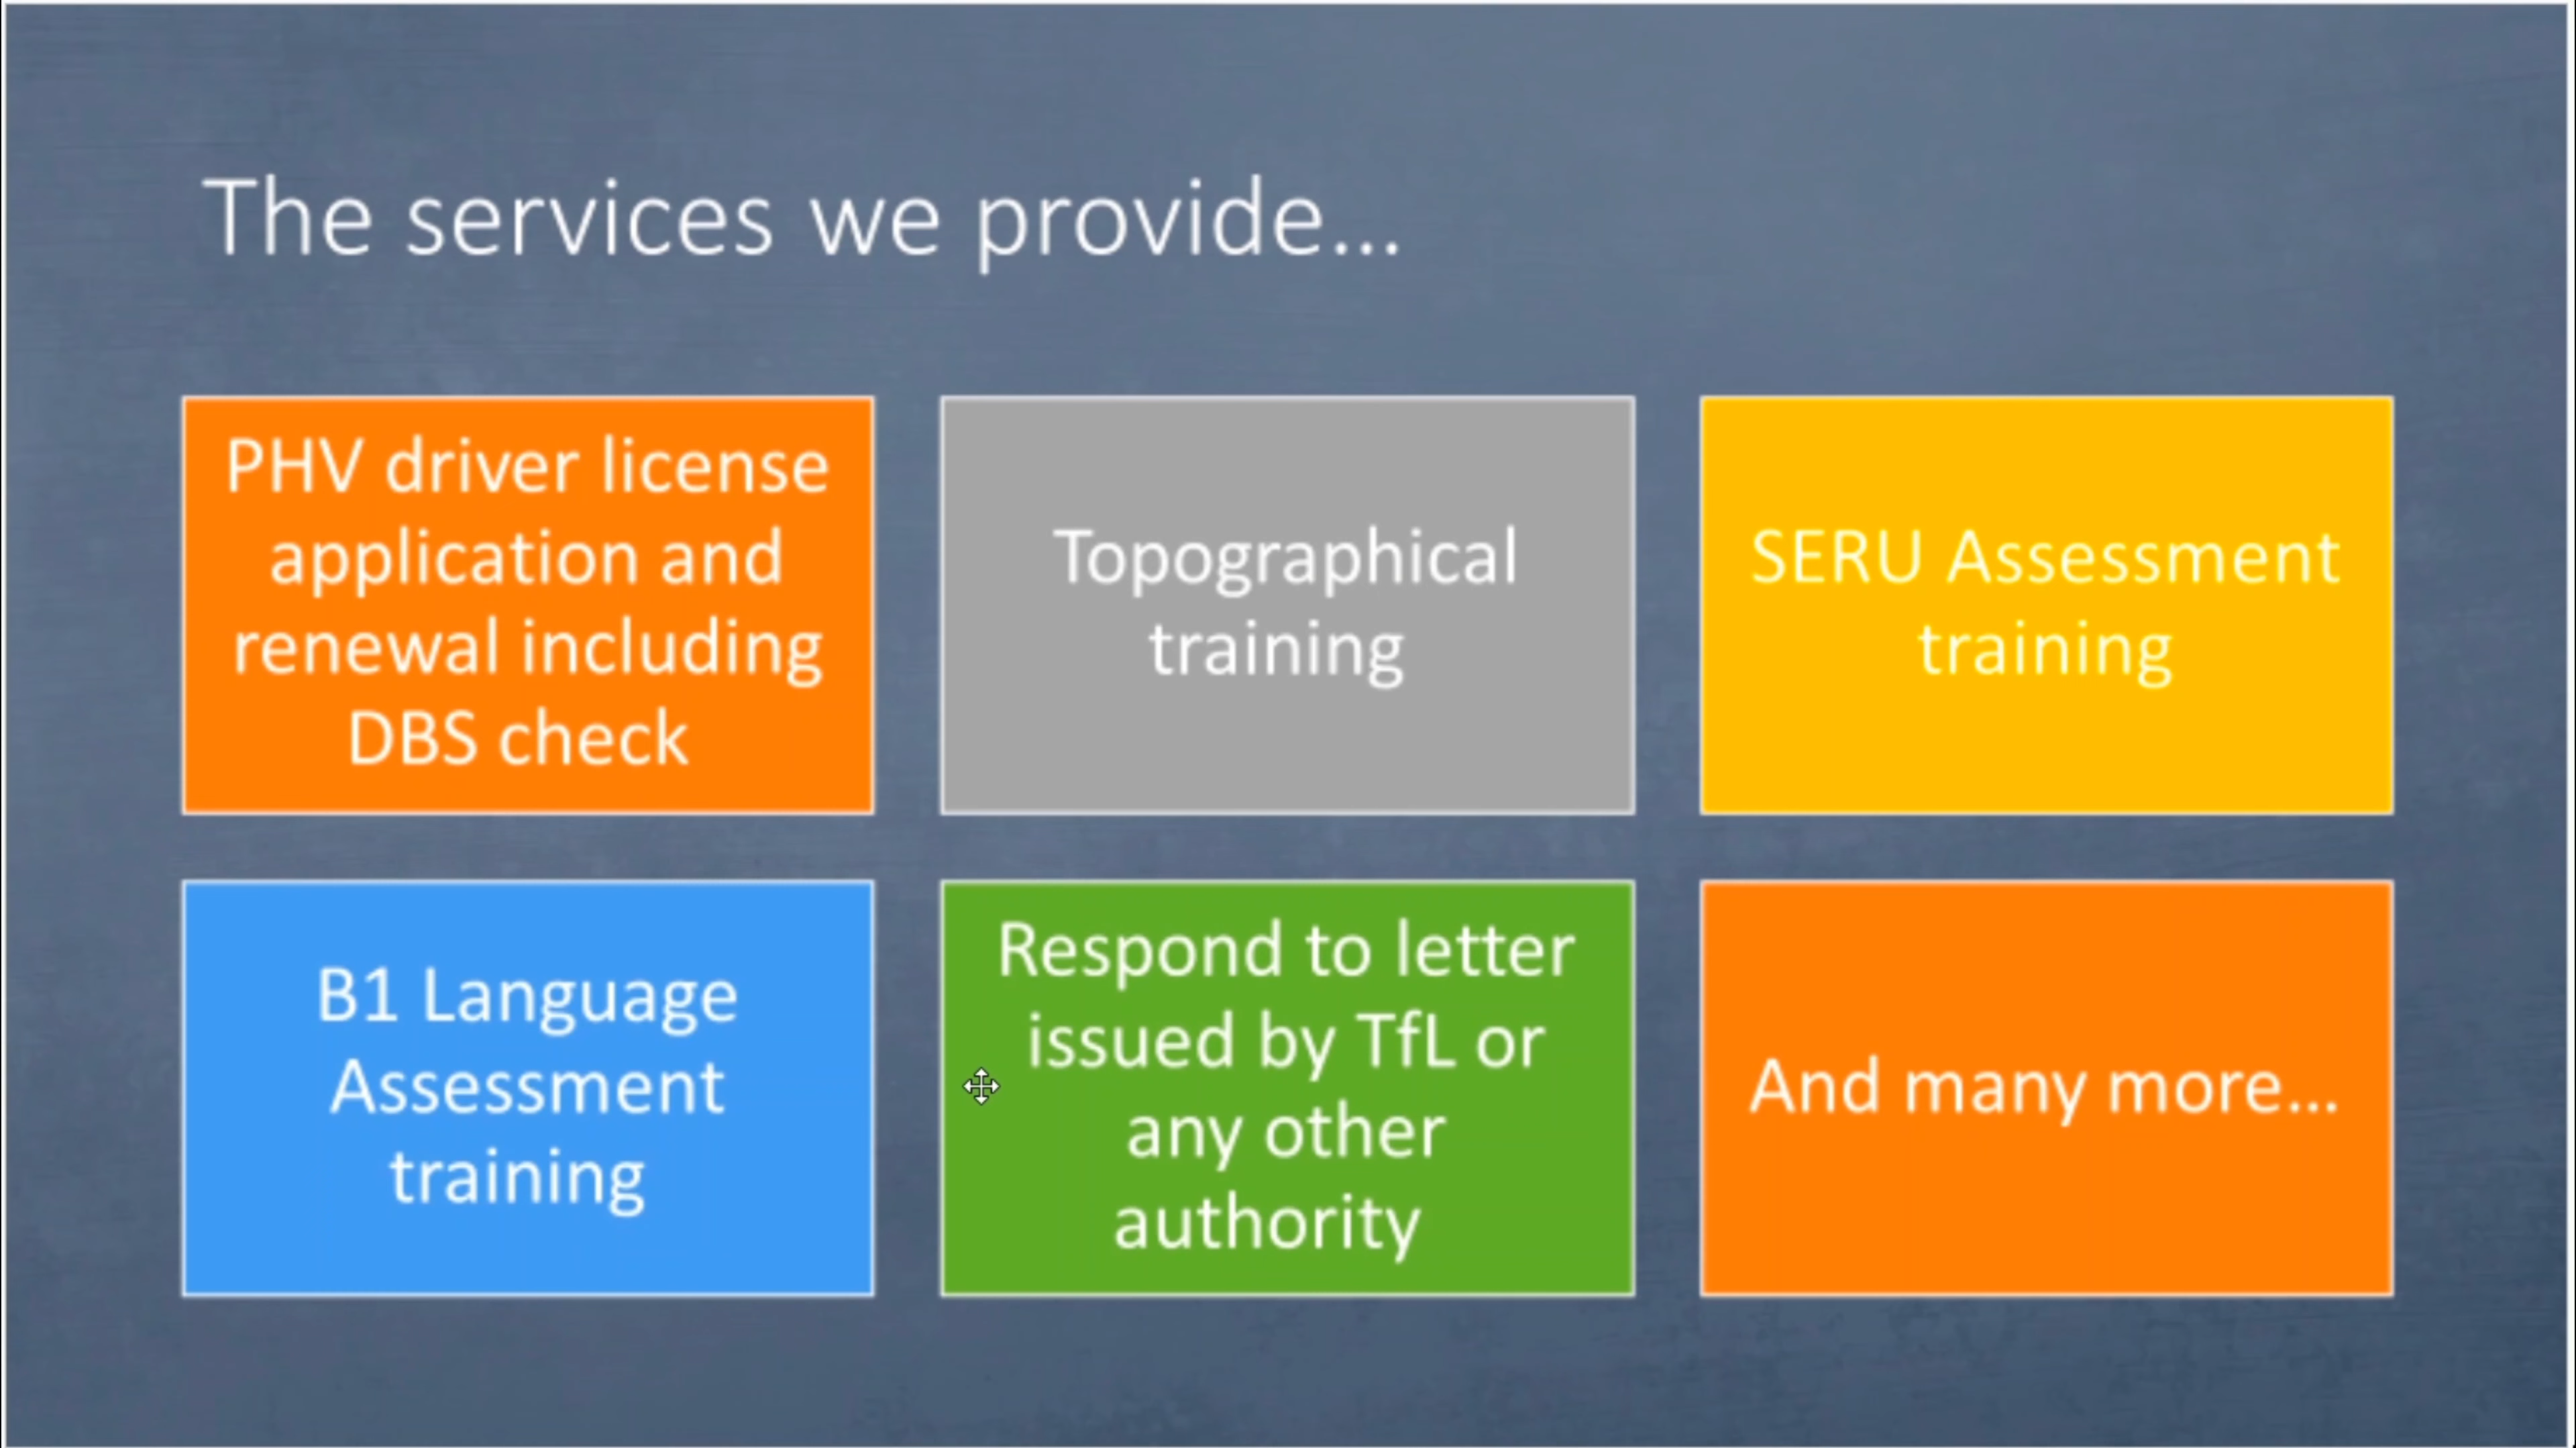 The services we provide...
PHV driver license
application and
renewal including
DBS check
Topographical
training
SERU Assessment
training
B1 Language
Assessment
training
Respond to letter
issued by TfL or
any other
authority
And many more...